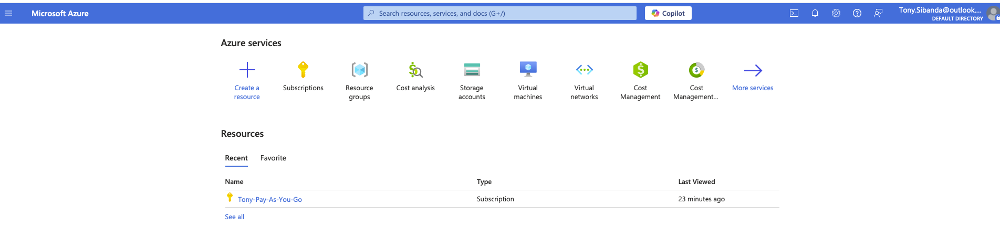 Microsoft Azure
Search resources, services, and docs (G+/)
Copilot
Tony.Sibanda@outlook....
DEFAULT DIRECTORY
Azure services
Create a
resource
Subscriptions
Resource
groups
Cost analysis
Storage
accounts
Virtual
machines
Virtual
networks
Cost
Management
Cost
Management...
More services
Resources
Recent
Favorite
Name
Type
Last Viewed
Tony-Pay-As-You-Go
Subscription
23 minutes ago
See all